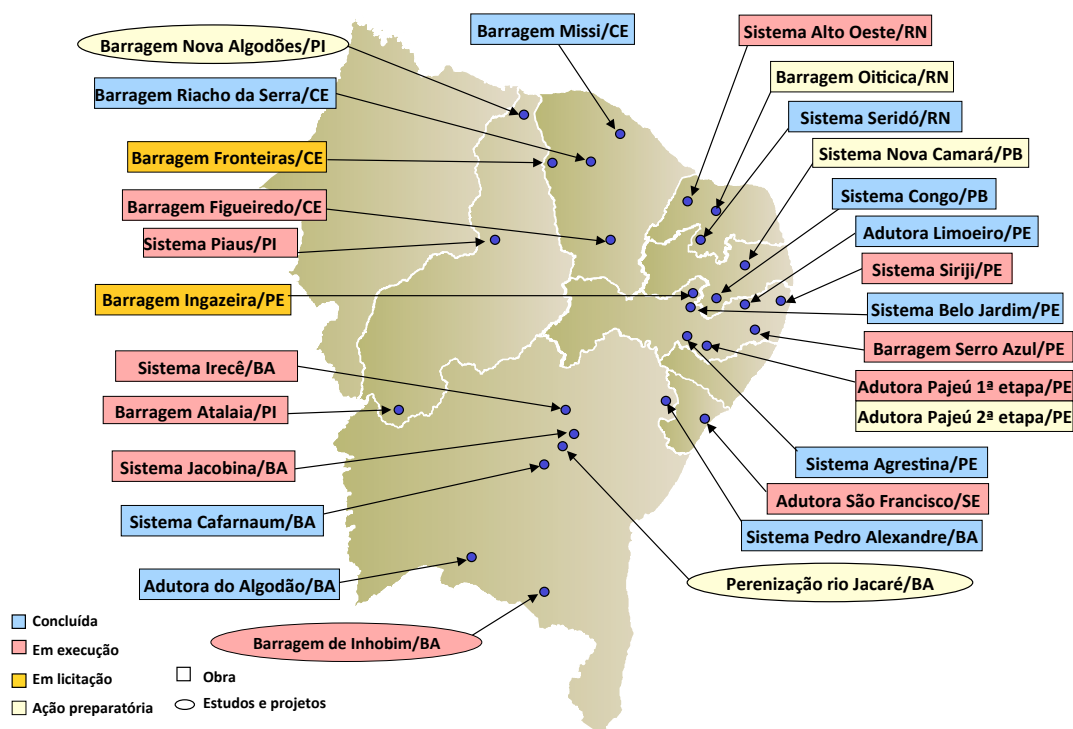 Barragem Missi/CE
Sistema Alto Oeste/RN
Barragem Nova Algodões/PI
Barragem Oiticica/RN
Barragem Riacho da Serra/CE
Sistema Seridó/RN
Barragem Fronteiras/CE
Sistema Nova Camará/PB
Sistema Congo/PB
Barragem Figueiredo/CE
Adutora Limoeiro/PE
Sistema Piaus/PI
Sistema Siriji/PE
Barragem Ingazeira/PE
Sistema Belo Jardim/PE
Barragem Serro Azul/PE
Sistema Irecê/BA
Adutora Pajeú 1ª etapa/PE
Barragem Atalaia/PI
Adutora Pajeú 2ª etapa/PE
Sistema Jacobina/BA
Sistema Agrestina/PE
Adutora São Francisco/SE
Sistema Cafarnaum/BA
Sistema Pedro Alexandre/BA
Adutora do Algodão/BA
Perenização rio Jacaré/BA
Barragem de Inhobim/BA
Concluída
Em execução
Em licitação
Ação preparatória
Obra
Estudos e projetos